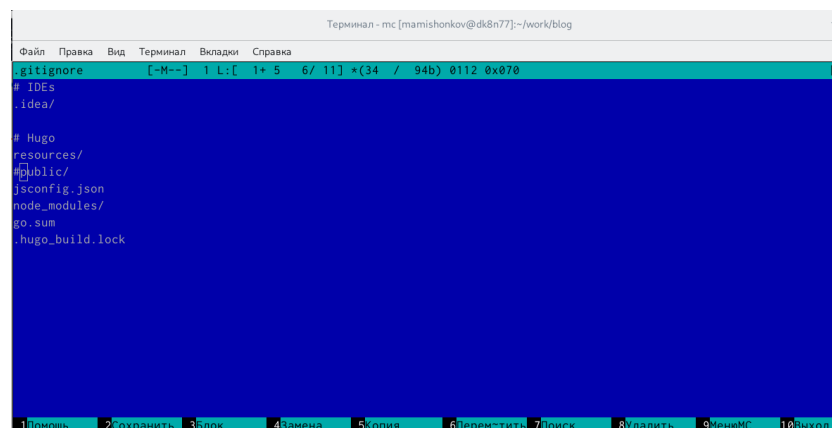 Терминал - mc [mamishonkov@dk8n77]:~/work/blog
Файл Правка Вид Терминал Вкладки Справка
.gitignore [-M--] 1 L:[ 1+ 5 6/ 11] *(34 / 94b) 0112 0x070
# IDEs
.idea/
# Hugo
resources/
#public/
jsconfig.json
node_modules/
go.sum
.hugo_build.lock
1Помощь 2Сохранить 3Блок 4Замена 5Копия 6Перем~тить 7Поиск 8Удалить 9МенюMC 10Выход